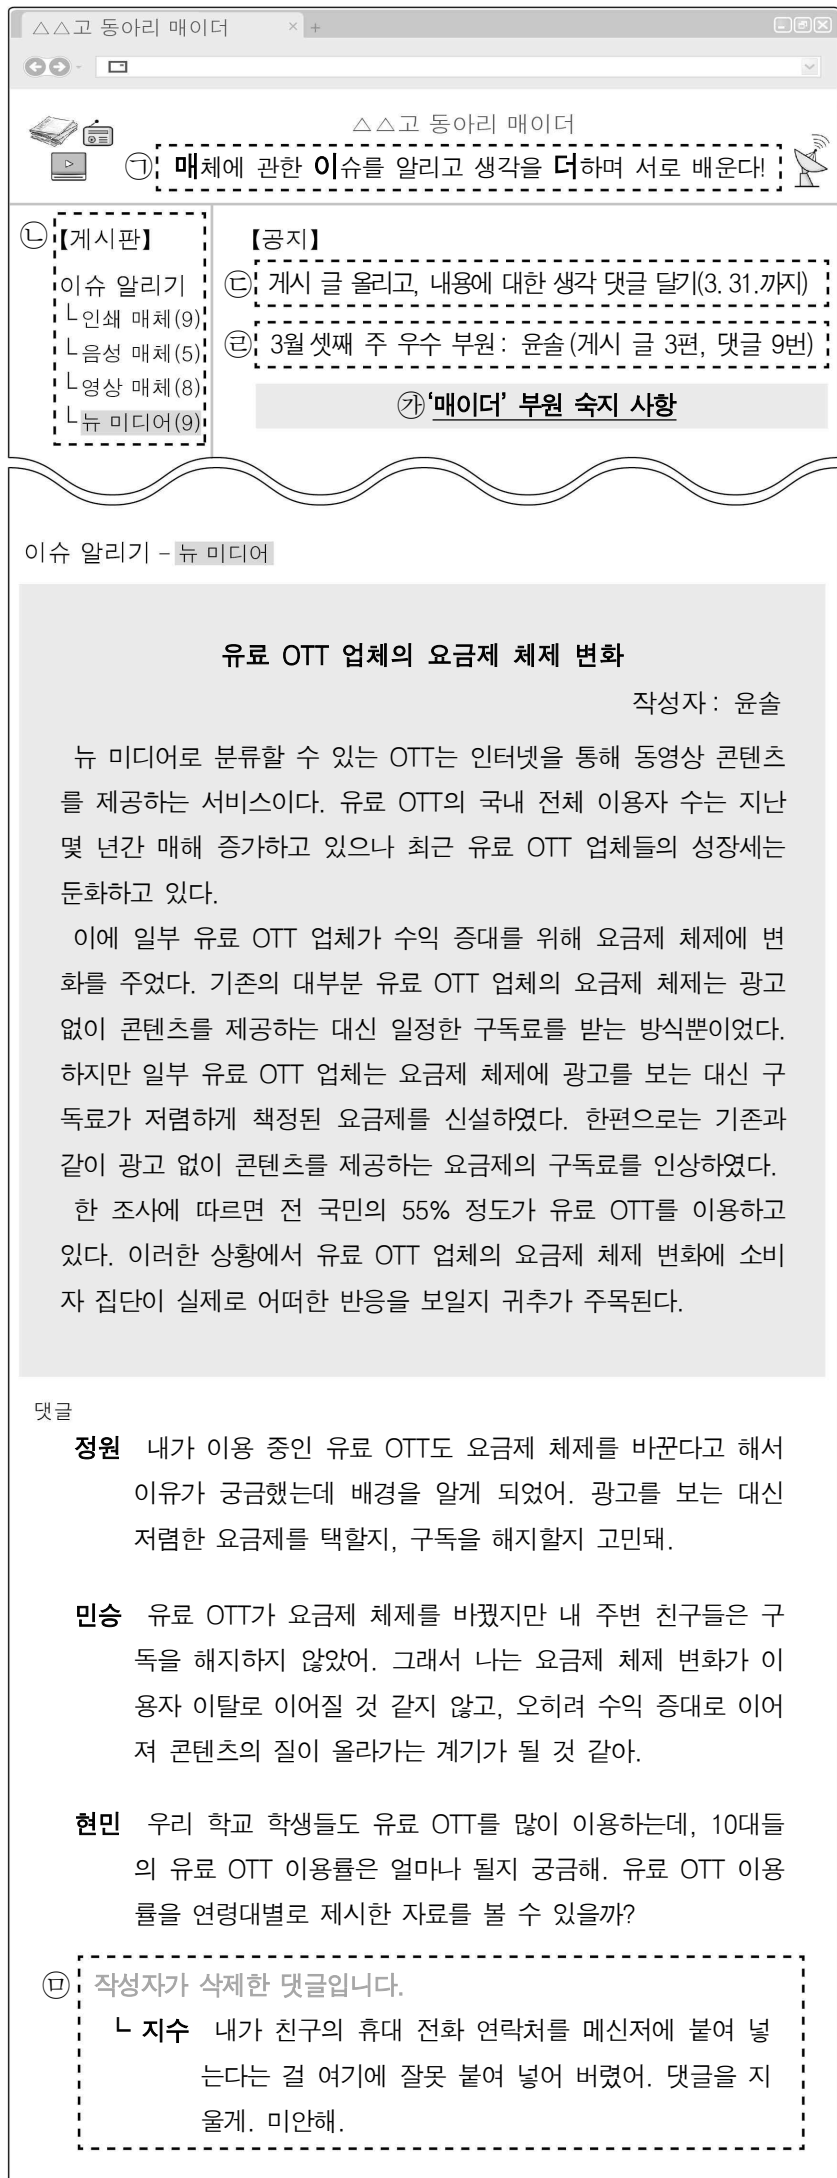 △△고 동아리 매이더 × +
△△고 동아리 매이더
㉠ 매체에 관한 이슈를 알리고 생각을 더하며 서로 배운다!
㉡【게시판】
이슈 알리기
└인쇄 매체(9)
└음성 매체(5)
└영상 매체(8)
└뉴 미디어(9)
【공지】
㉢ 게시 글 올리고, 내용에 대한 생각 댓글 달기(3. 31.까지)
㉣ 3월 셋째 주 우수 부원 : 윤솔 (게시 글 3편, 댓글 9번)
㉮ '매이더' 부원 숙지 사항
이슈 알리기 – 뉴 미디어
유료 OTT 업체의 요금제 체제 변화
작성자 : 윤솔
뉴 미디어로 분류할 수 있는 OTT는 인터넷을 통해 동영상 콘텐츠
를 제공하는 서비스이다. 유료 OTT의 국내 전체 이용자 수는 지난
몇 년간 매해 증가하고 있으나 최근 유료 OTT 업체들의 성장세는
둔화하고 있다.
이에 일부 유료 OTT 업체가 수익 증대를 위해 요금제 체제에 변
화를 주었다. 기존의 대부분 유료 OTT 업체의 요금제 체제는 광고
없이 콘텐츠를 제공하는 대신 일정한 구독료를 받는 방식뿐이었다.
하지만 일부 유료 OTT 업체는 요금제 체제에 광고를 보는 대신 구
독료가 저렴하게 책정된 요금제를 신설하였다. 한편으로는 기존과
같이 광고 없이 콘텐츠를 제공하는 요금제의 구독료를 인상하였다.
한 조사에 따르면 전 국민의 55% 정도가 유료 OTT를 이용하고
있다. 이러한 상황에서 유료 OTT 업체의 요금제 체제 변화에 소비
자 집단이 실제로 어떠한 반응을 보일지 귀추가 주목된다.
댓글
정원 내가 이용 중인 유료 OTT도 요금제 체제를 바꾼다고 해서
이유가 궁금했는데 배경을 알게 되었어. 광고를 보는 대신
저렴한 요금제를 택할지, 구독을 해지할지 고민돼.
민승 유료 OTT가 요금제 체제를 바꿨지만 내 주변 친구들은 구
독을 해지하지 않았어. 그래서 나는 요금제 체제 변화가 이
용자 이탈로 이어질 것 같지 않고, 오히려 수익 증대로 이어
져 콘텐츠의 질이 올라가는 계기가 될 것 같아.
현민 우리 학교 학생들도 유료 OTT를 많이 이용하는데, 10대들
의 유료 OTT 이용률은 얼마나 될지 궁금해. 유료 OTT 이용
률을 연령대별로 제시한 자료를 볼 수 있을까?
㉤ 작성자가 삭제한 댓글입니다.
└ 지수 내가 친구의 휴대 전화 연락처를 메신저에 붙여 넣
는다는 걸 여기에 잘못 붙여 넣어 버렸어. 댓글을 지
울게. 미안해.